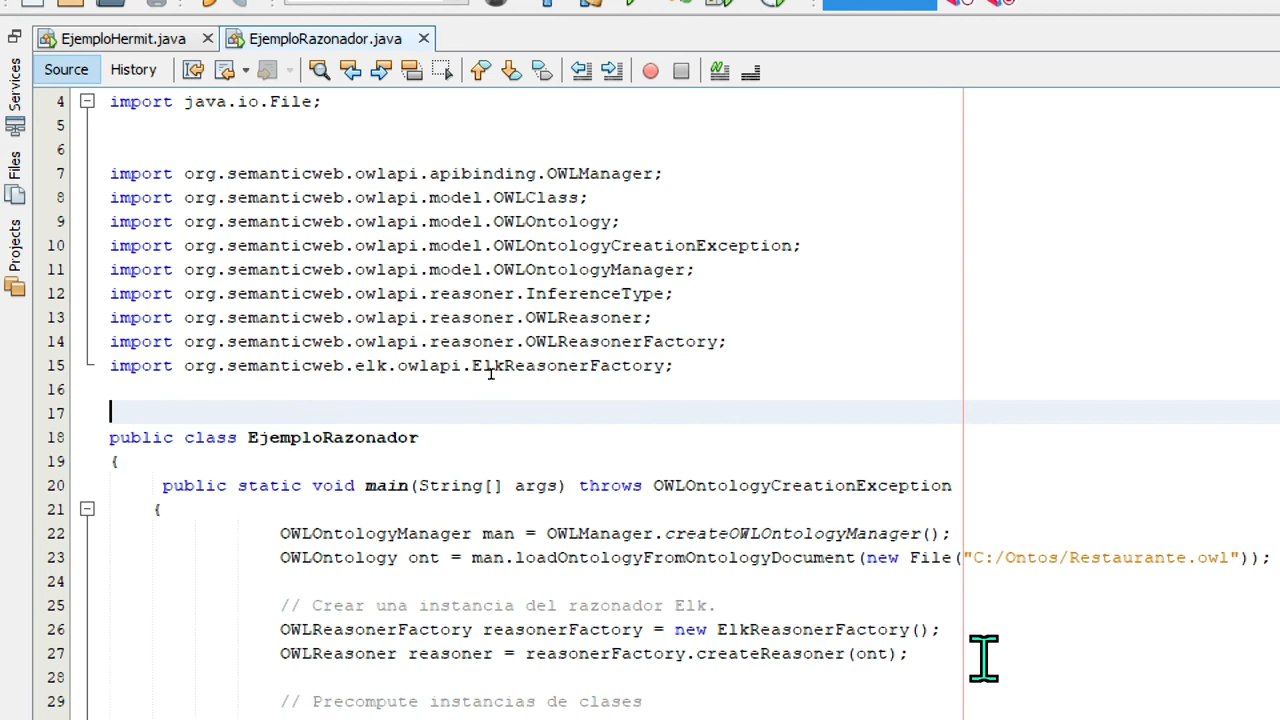 EjemploHermit.java
EjemploRazonador.java
Source
History
Services
Files
Projects
4 import java.io.File;
5
6
7 import org.semanticweb.owlapi.apibinding.OWLManager;
8 import org.semanticweb.owlapi.model.OWLClass;
9 import org.semanticweb.owlapi.model.OWLOntology;
10 import org.semanticweb.owlapi.model.OWLOntologyCreationException;
11 import org.semanticweb.owlapi.model.OWLOntologyManager;
12 import org.semanticweb.owlapi.reasoner.InferenceType;
13 import org.semanticweb.owlapi.reasoner.OWLReasoner;
14 import org.semanticweb.owlapi.reasoner.OWLReasonerFactory;
15 import org.semanticweb.elk.owlapi.ElkReasonerFactory;
16
17
18 public class EjemploRazonador
19 {
20 public static void main(String[] args) throws OWLOntologyCreationException
21 {
22 OWLOntologyManager man = OWLManager.createOWLOntologyManager();
23 OWLOntology ont = man.loadOntologyFromOntologyDocument(new File("C:/Ontos/Restaurante.owl"));
24
25 // Crear una instancia del razonador Elk.
26 OWLReasonerFactory reasonerFactory = new ElkReasonerFactory();
27 OWLReasoner reasoner = reasonerFactory.createReasoner(ont);
28
29 // Precompute instancias de clases